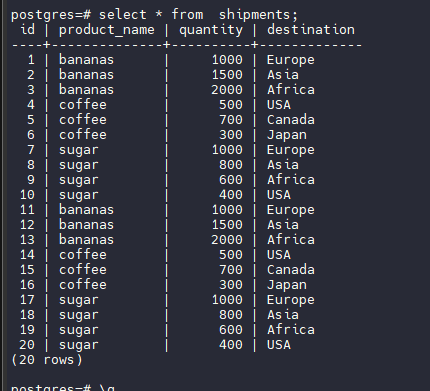 postgres=# select * from  shipments;
 id | product_name | quantity | destination
----+--------------+----------+-------------
  1 | bananas      |     1000 | Europe
  2 | bananas      |     1500 | Asia
  3 | bananas      |     2000 | Africa
  4 | coffee       |      500 | USA
  5 | coffee       |      700 | Canada
  6 | coffee       |      300 | Japan
  7 | sugar        |     1000 | Europe
  8 | sugar        |      800 | Asia
  9 | sugar        |      600 | Africa
 10 | sugar        |      400 | USA
 11 | bananas      |     1000 | Europe
 12 | bananas      |     1500 | Asia
 13 | bananas      |     2000 | Africa
 14 | coffee       |      500 | USA
 15 | coffee       |      700 | Canada
 16 | coffee       |      300 | Japan
 17 | sugar        |     1000 | Europe
 18 | sugar        |      800 | Asia
 19 | sugar        |      600 | Africa
 20 | sugar        |      400 | USA
(20 rows)
postgres=# \q